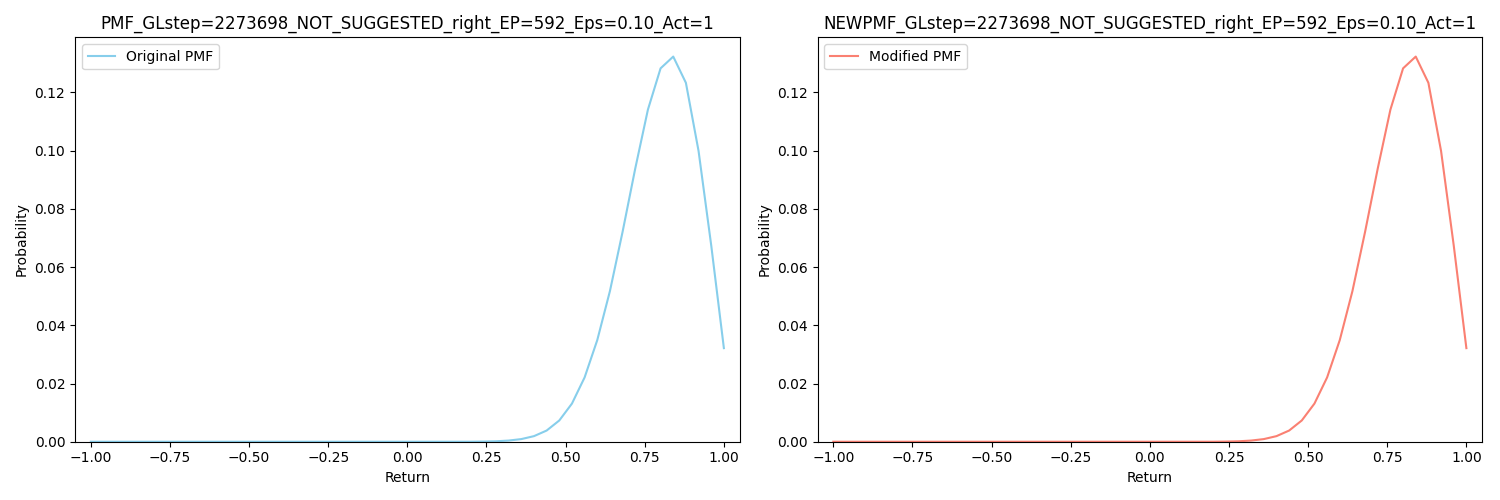 PMF_GLstep=2273698_NOT_SUGGESTED_right_EP=592_Eps=0.10_Act=1
Original PMF
0.12
0.10
0.08
0.06
0.04
0.02
0.00
Probability
−1.00 −0.75 −0.50 −0.25 0.00 0.25 0.50 0.75 1.00
Return
NEWPMF_GLstep=2273698_NOT_SUGGESTED_right_EP=592_Eps=0.10_Act=1
Modified PMF
0.12
0.10
0.08
0.06
0.04
0.02
0.00
Probability
−1.00 −0.75 −0.50 −0.25 0.00 0.25 0.50 0.75 1.00
Return